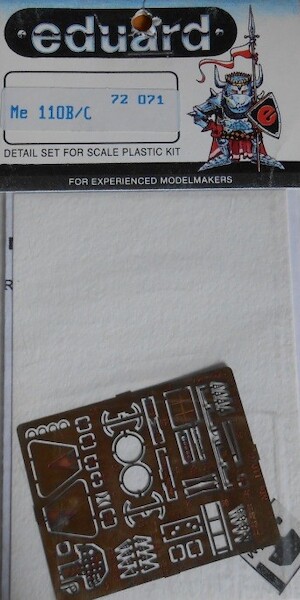 eduard
72 071
Me 110B/C
DETAIL SET FOR SCALE PLASTIC KIT
e
FOR EXPERIENCED MODELMAKERS